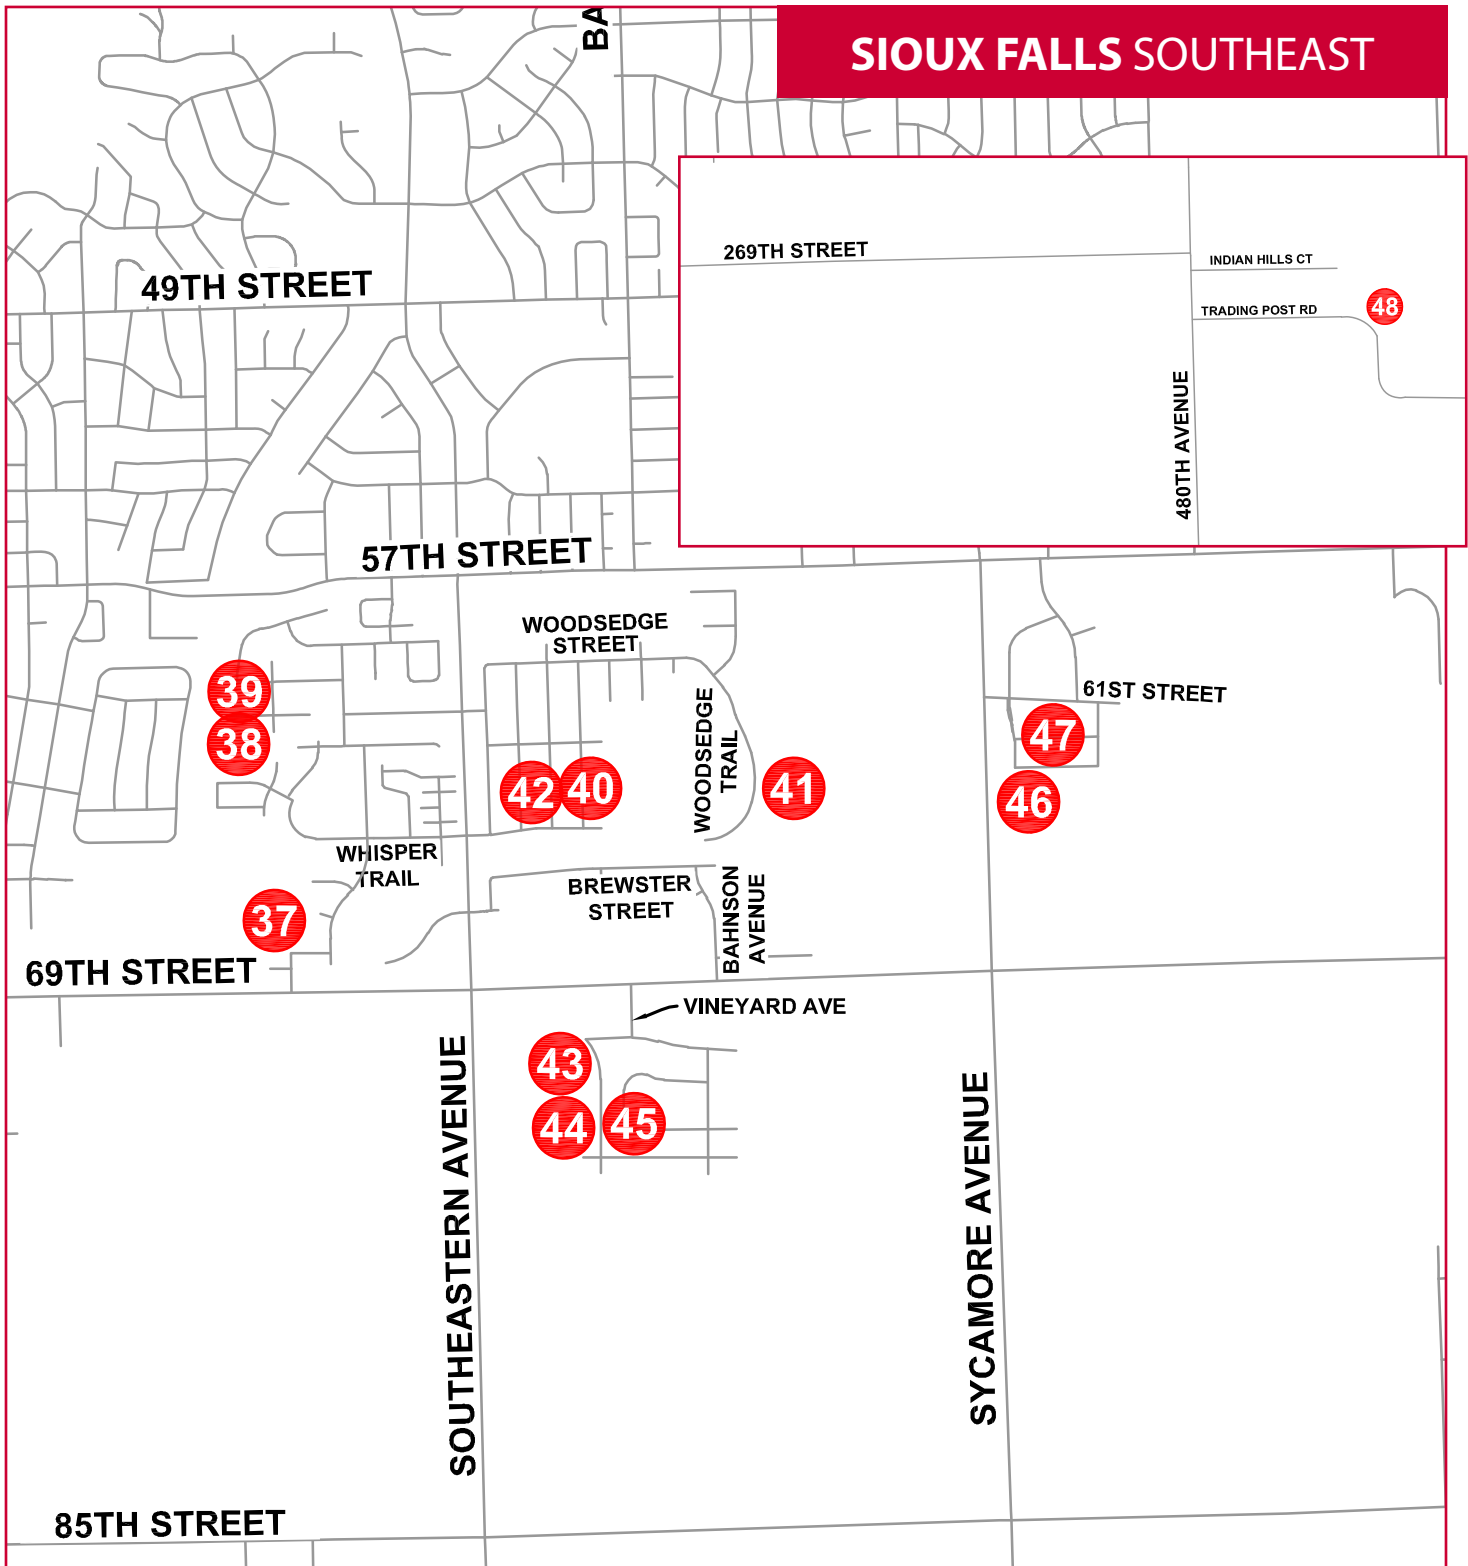 BA
SIOUX FALLS SOUTHEAST
269TH STREET
INDIAN HILLS CT
TRADING POST RD
48
480TH AVENUE
49TH STREET
57TH STREET
WOODSEDGE
STREET
61ST STREET
39
38
WOODSEDGE
TRAIL
47
42
40
41
46
WHISPER
TRAIL
BREWSTER
STREET
BAHNSON
AVENUE
37
69TH STREET
VINEYARD AVE
43
44
45
SOUTHEASTERN AVENUE
SYCAMORE AVENUE
85TH STREET